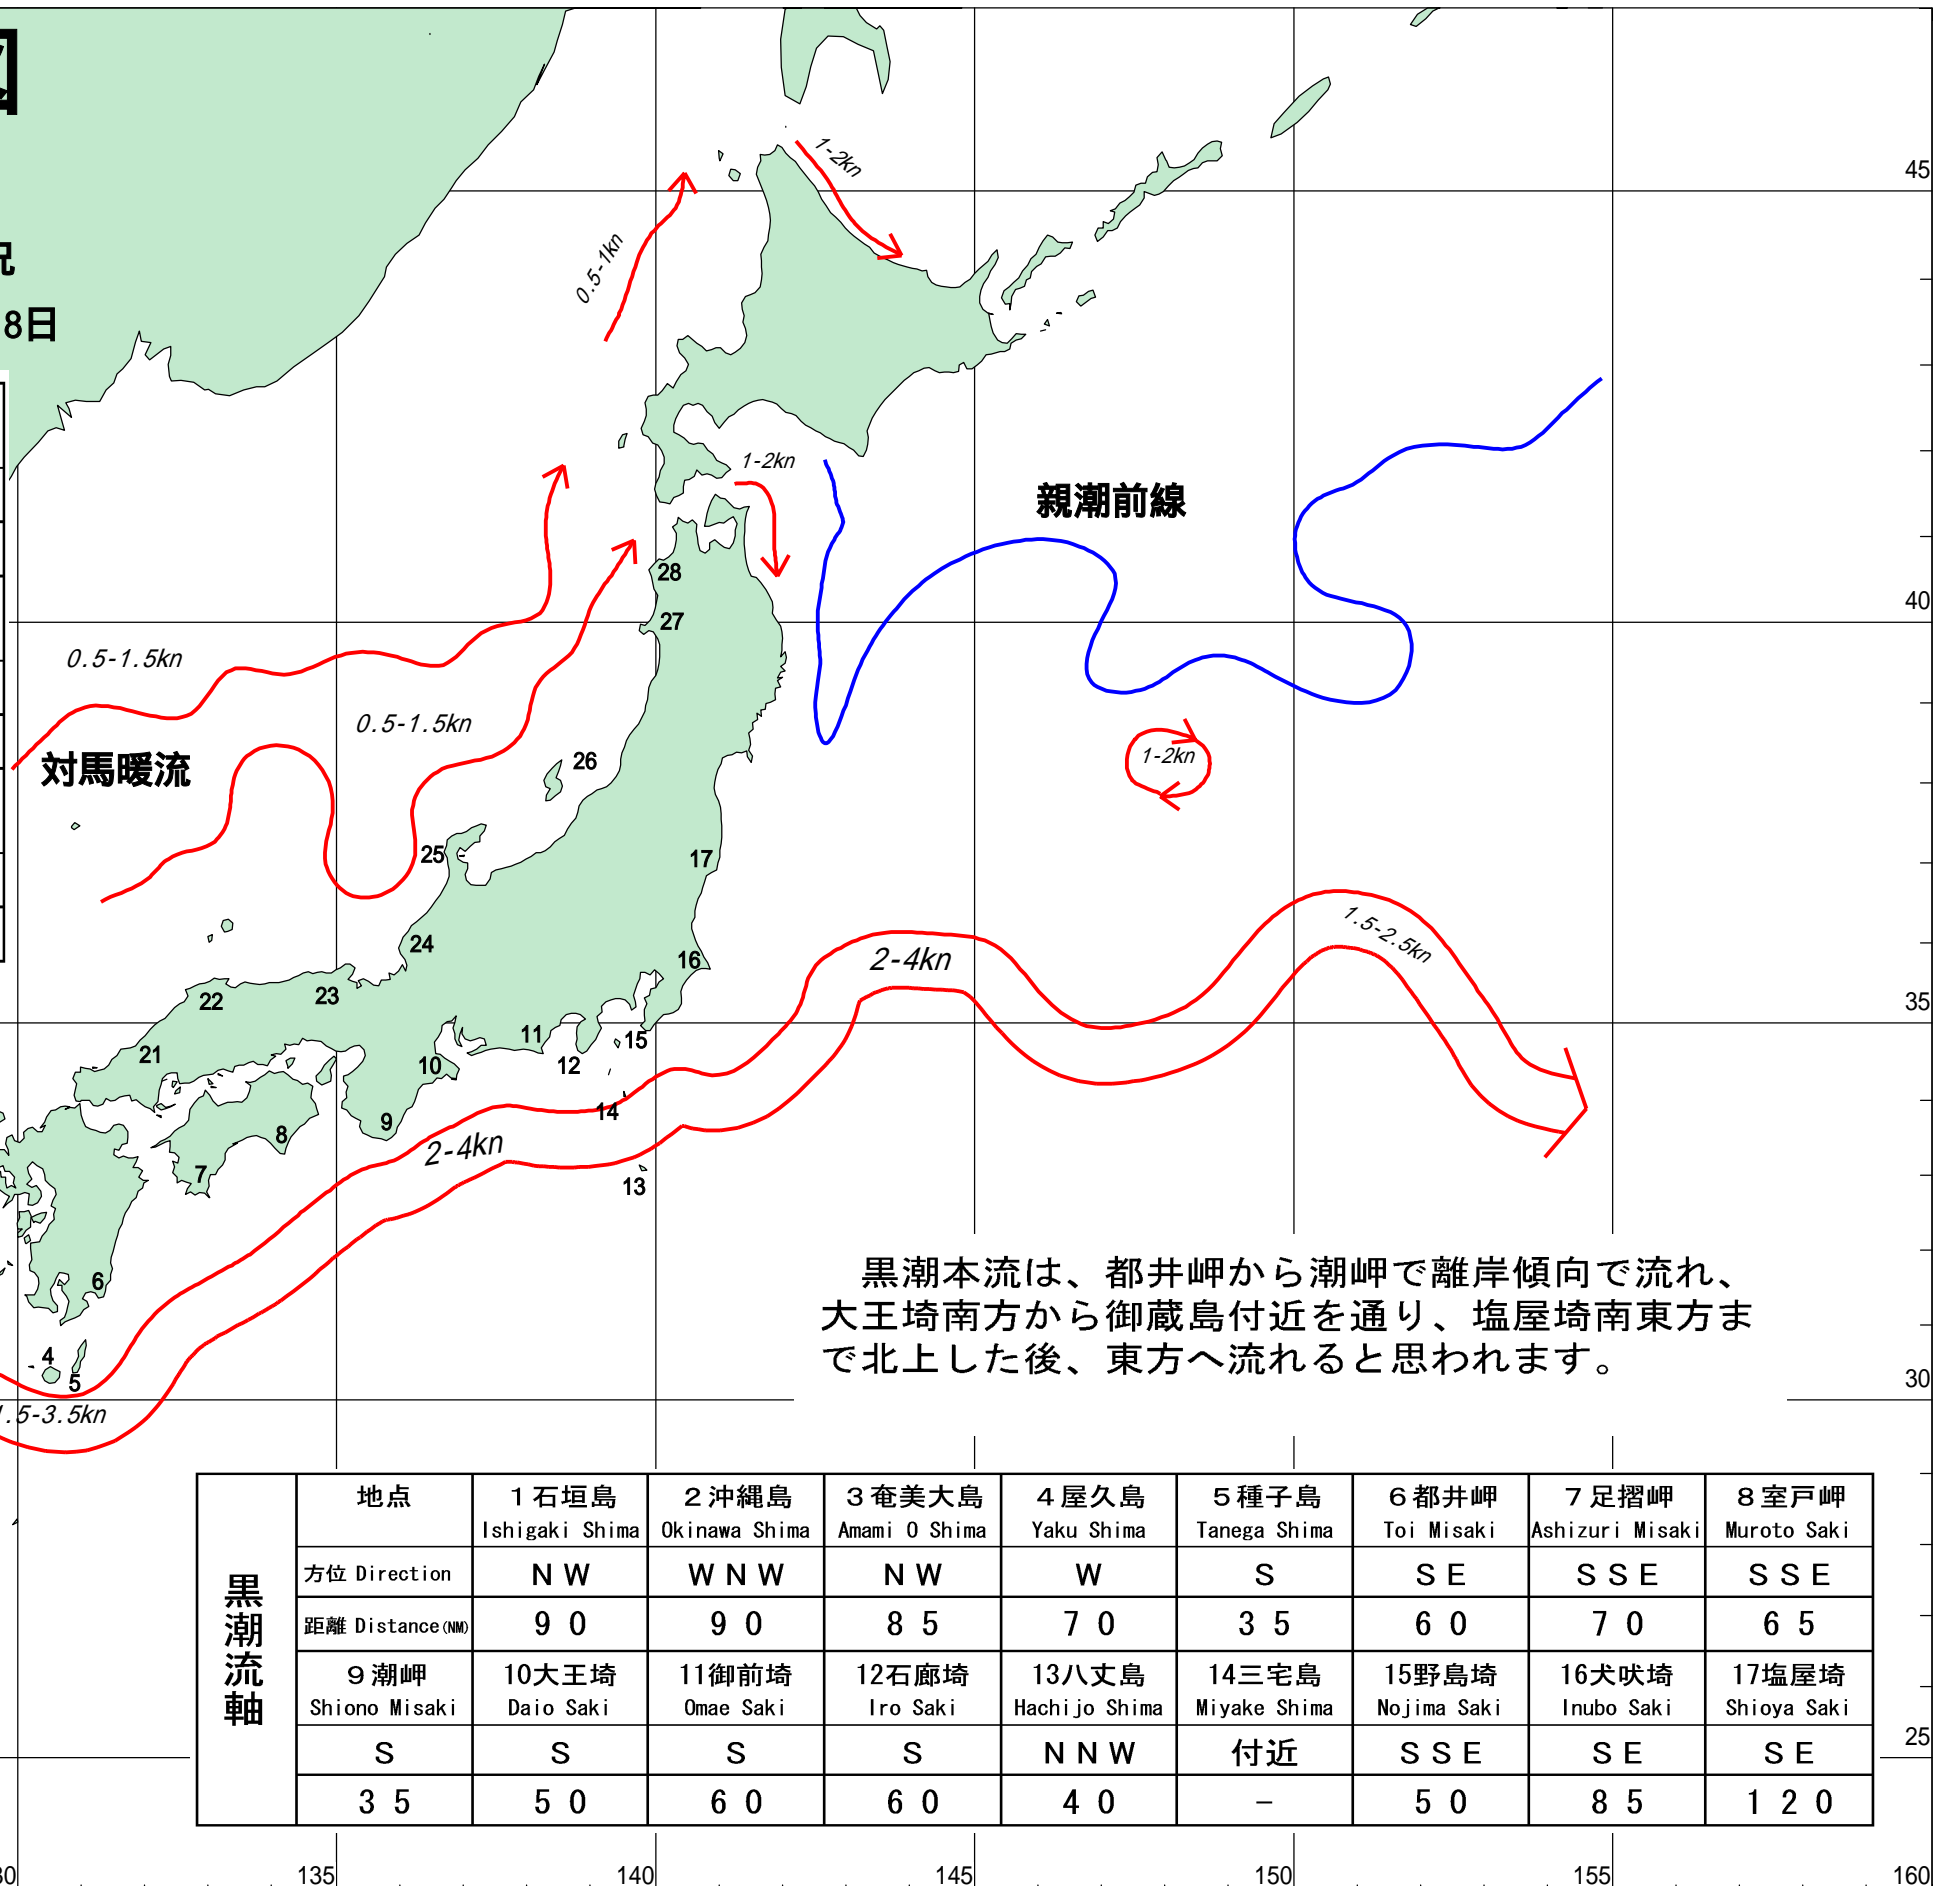 図
況
8日
1-2kn
45
0.5-1kn
1-2kn
親潮前線
28
27
40
0.5-1.5kn
0.5-1.5kn
対馬暖流
26
1-2kn
25
17
24
2-4kn
1.5-2.5kn
16
22
23
35
11
15
21
10
12
14
9
8
2-4kn
7
13
6
黒潮本流は、都井岬から潮岬で離岸傾向で流れ、
大王埼南方から御蔵島付近を通り、塩屋埼南東方ま
で北上した後、東方へ流れると思われます。
4
5
30
1.5-3.5kn
黒潮流軸
地点 1石垣島 2沖縄島 3奄美大島 4屋久島 5種子島 6都井岬 7足摺岬 8室戸岬
Ishigaki Shima Okinawa Shima Amami O Shima Yaku Shima Tanega Shima Toi Misaki Ashizuri Misaki Muroto Saki
方位 Direction NW WNW NW W S SE SSE SSE
距離 Distance(NM) 90 90 85 70 35 60 70 65
9潮岬 10大王埼 11御前埼 12石廊埼 13八丈島 14三宅島 15野島埼 16犬吠埼 17塩屋埼
Shiono Misaki Daio Saki Omae Saki Iro Saki Hachijo Shima Miyake Shima Nojima Saki Inubo Saki Shioya Saki
S S S S NNW 付近 SSE SE SE
35 50 60 60 40 - 50 85 120
25
135 140 145 150 155 160